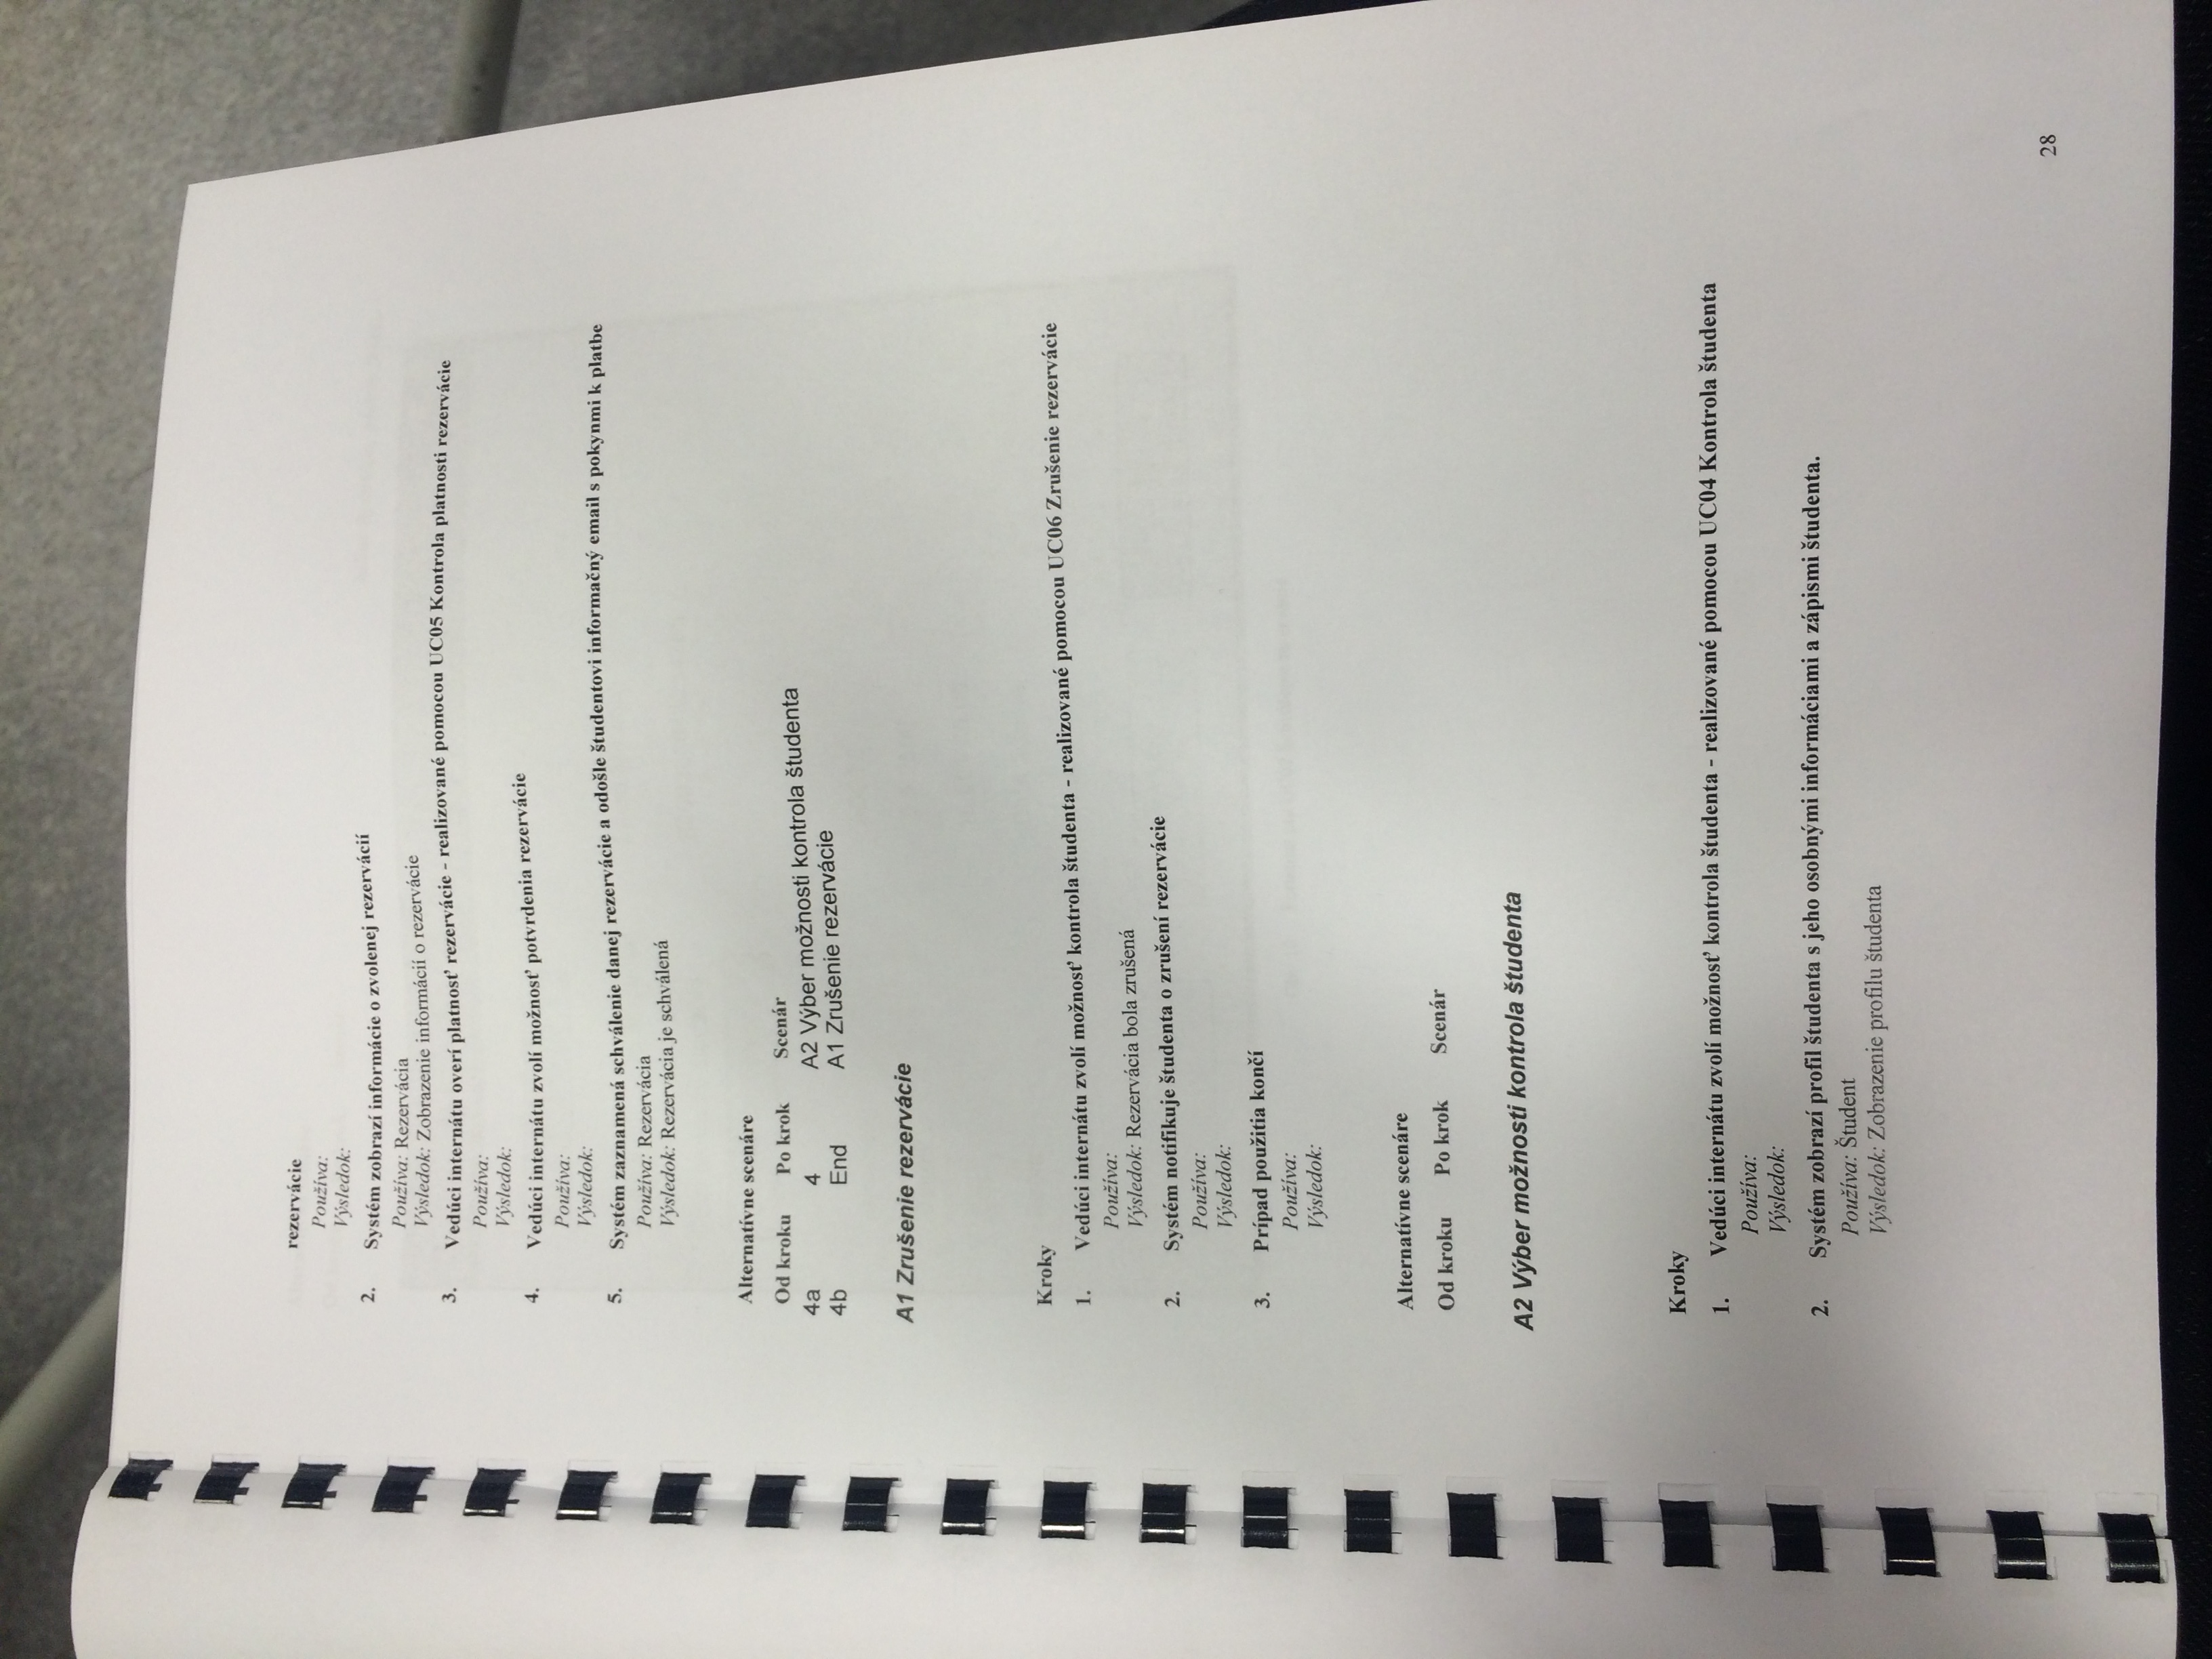 rezervácie
Používa:
Výsledok:
2. Systém zobrazí informácie o zvolenej rezervácií
Používa: Rezervácia
Výsledok: Zobrazenie informácií o rezervácie
3. Vedúci internátu overí platnosť rezervácie - realizované pomocou UC05 Kontrola platnosti rezervácie
Používa:
Výsledok:
4. Vedúci internátu zvolí možnosť potvrdenia rezervácie
Používa:
Výsledok:
5. Systém zaznamená schválenie danej rezervácie a odošle študentovi informačný email s pokynmi k platbe
Používa: Rezervácia
Výsledok: Rezervácia je schválená
Alternatívne scenáre
Od kroku Po krok Scenár
4a 4 A2 Výber možnosti kontrola študenta
4b End A1 Zrušenie rezervácie
A1 Zrušenie rezervácie
Kroky
1. Vedúci internátu zvolí možnosť kontrola študenta - realizované pomocou UC06 Zrušenie rezervácie
Používa:
Výsledok: Rezervácia bola zrušená
2. Systém notifikuje študenta o zrušení rezervácie
Používa:
Výsledok:
3. Prípad použitia končí
Používa:
Výsledok:
Alternatívne scenáre
Od kroku Po krok Scenár
A2 Výber možnosti kontrola študenta
Kroky
1. Vedúci internátu zvolí možnosť kontrola študenta - realizované pomocou UC04 Kontrola študenta
Používa:
Výsledok:
2. Systém zobrazí profil študenta s jeho osobnými informáciami a zápismi študenta.
Používa: Študent
Výsledok: Zobrazenie profilu študenta
28